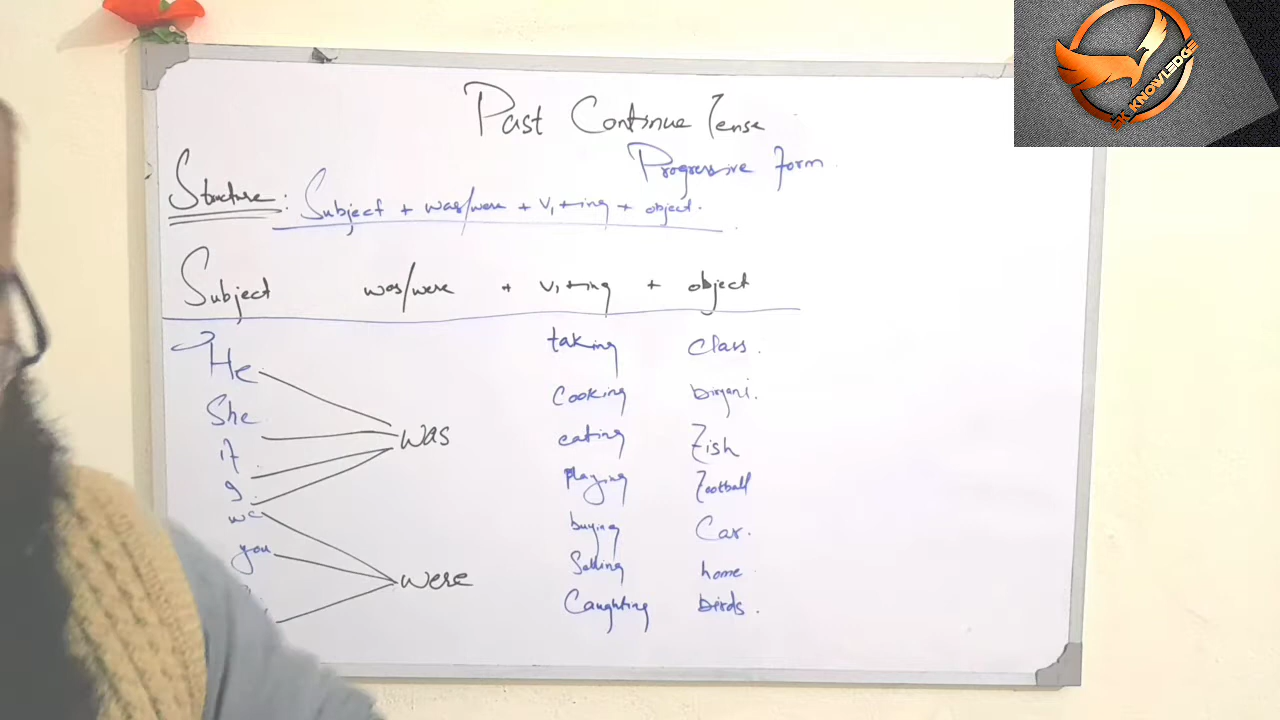 Past Continue Tense
Progressive Form
Structure: Subject + was/were + V₁+ing + object.
Subject was/were + V₁+ing + object
He taking Class.
She Cooking biryani.
it was eating Fish
I playing Football
we buying Car.
you were Selling home
Caughting birds.
KNOWLEDGE